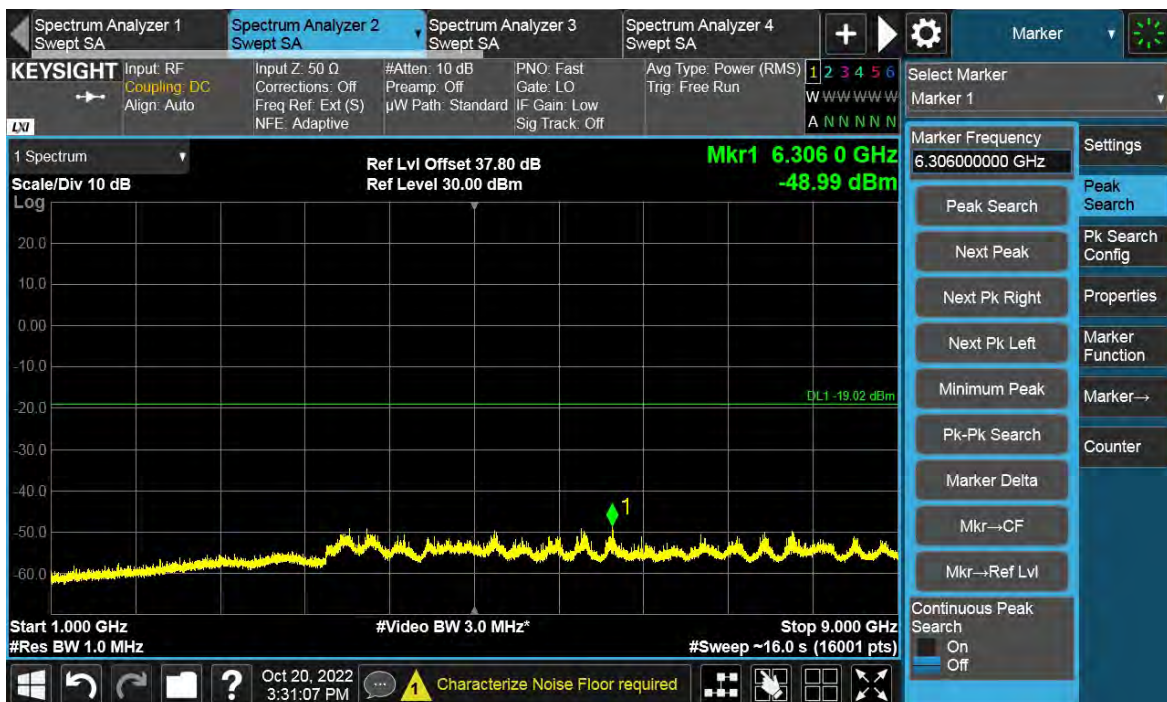 Spectrum Analyzer 1
Swept SA
Spectrum Analyzer 2
Swept SA
Spectrum Analyzer 3
Swept SA
Spectrum Analyzer 4
Swept SA
+
Marker
KEYSIGHT
LXI
Input: RF
Coupling: DC
Align: Auto
Input Z: 50 Ω
Corrections: Off
Freq Ref: Ext (S)
NFE: Adaptive
#Atten: 10 dB
Preamp: Off
µW Path: Standard
PNO: Fast
Gate: LO
IF Gain: Low
Sig Track: Off
Avg Type: Power (RMS)
Trig: Free Run
1 2 3 4 5 6
W W W W W W
A N N N N N
Select Marker
Marker 1
1 Spectrum
Scale/Div 10 dB
Log
Ref Lvl Offset 37.80 dB
Ref Level 30.00 dBm
Mkr1 6.306 0 GHz
-48.99 dBm
20.0
10.0
0.00
-10.0
-20.0
-30.0
-40.0
-50.0
-60.0
DL1 -19.02 dBm
1
Start 1.000 GHz
#Res BW 1.0 MHz
#Video BW 3.0 MHz*
Stop 9.000 GHz
#Sweep ~16.0 s (16001 pts)
Marker Frequency
6.306000000 GHz
Peak Search
Next Peak
Next Pk Right
Next Pk Left
Minimum Peak
Pk-Pk Search
Marker Delta
Mkr→CF
Mkr→Ref Lvl
Continuous Peak
Search
On
Off
Settings
Peak
Search
Pk Search
Config
Properties
Marker
Function
Marker→
Counter
?
Oct 20, 2022
3:31:07 PM
1
Characterize Noise Floor required